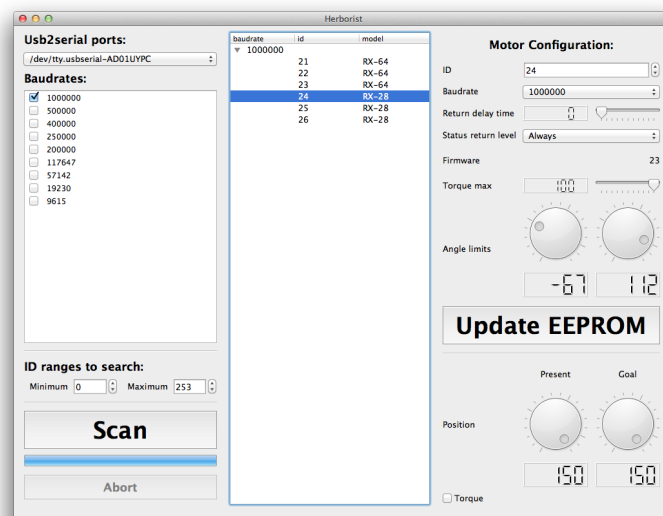 Herborist
Usb2serial ports:
/dev/tty.usbserial-AD01UYPC
Baudrates:
1000000
500000
400000
250000
200000
117647
57142
19230
9615
ID ranges to search:
Minimum 0 Maximum 253
Scan
Abort
baudrate id model
1000000
21 RX-64
22 RX-64
23 RX-64
24 RX-28
25 RX-28
26 RX-28
Motor Configuration:
ID 24
Baudrate 1000000
Return delay time 0
Status return level Always
Firmware 23
Torque max 100
Angle limits
-67 112
Update EEPROM
Present Goal
Position
150 150
Torque